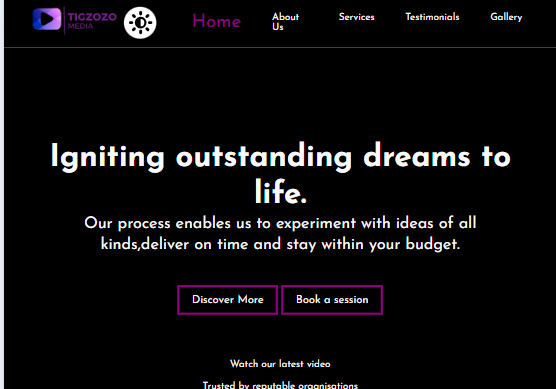 TIGZOZO
MEDIA
Home
About
Us
Services
Testimonials
Gallery
Igniting outstanding dreams to
life.
Our process enables us to experiment with ideas of all
kinds,deliver on time and stay within your budget.
Discover More
Book a session
Watch our latest video
Trusted by reputable organisations